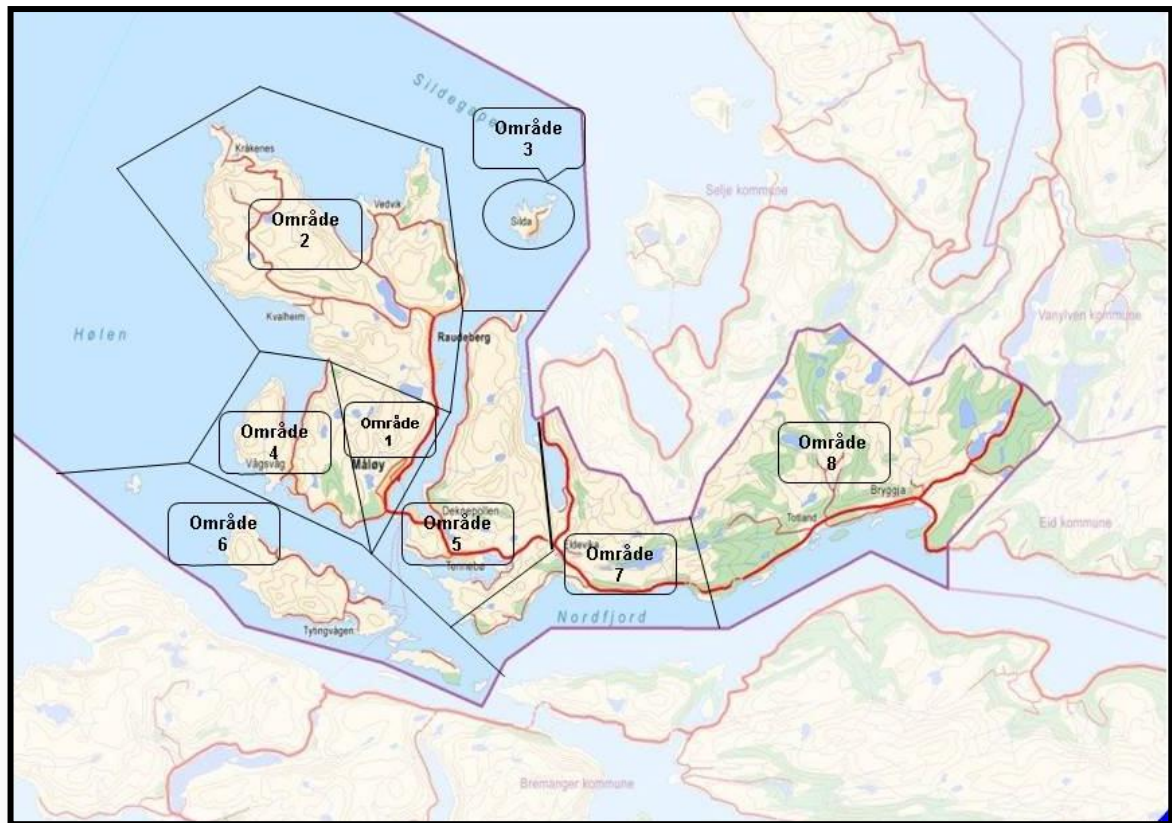 Sildegapet
Område
3
Kråkenes
Selje kommune
Vedvik
Område
2
Silda
Kvalheim
Vanylven kommune
Hølen
Raudeberg
Område
4
Område
1
Område
8
Vågsvåg
Måløy
Bryggja
Område
6
Deknepollen
Område
5
Totland
Eid kommune
Eldevika
Område
7
Tennebø
Nordfjord
Tytingvågen
Bremanger kommune